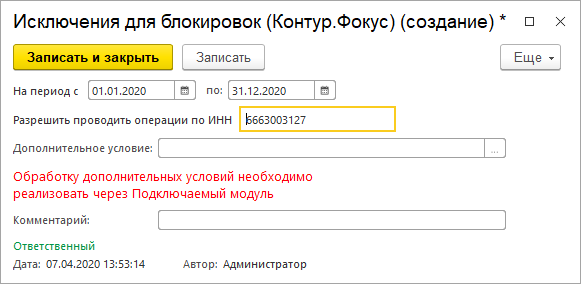 Исключения для блокировок (Контур.Фокус) (создание) *
Записать и закрыть Записать Еще
На период с 01.01.2020 по: 31.12.2020
Разрешить проводить операции по ИНН 6663003127
Дополнительное условие: ...
Обработку дополнительных условий необходимо
реализовать через Подключаемый модуль
Комментарий:
Ответственный
Дата: 07.04.2020 13:53:14 Автор: Администратор